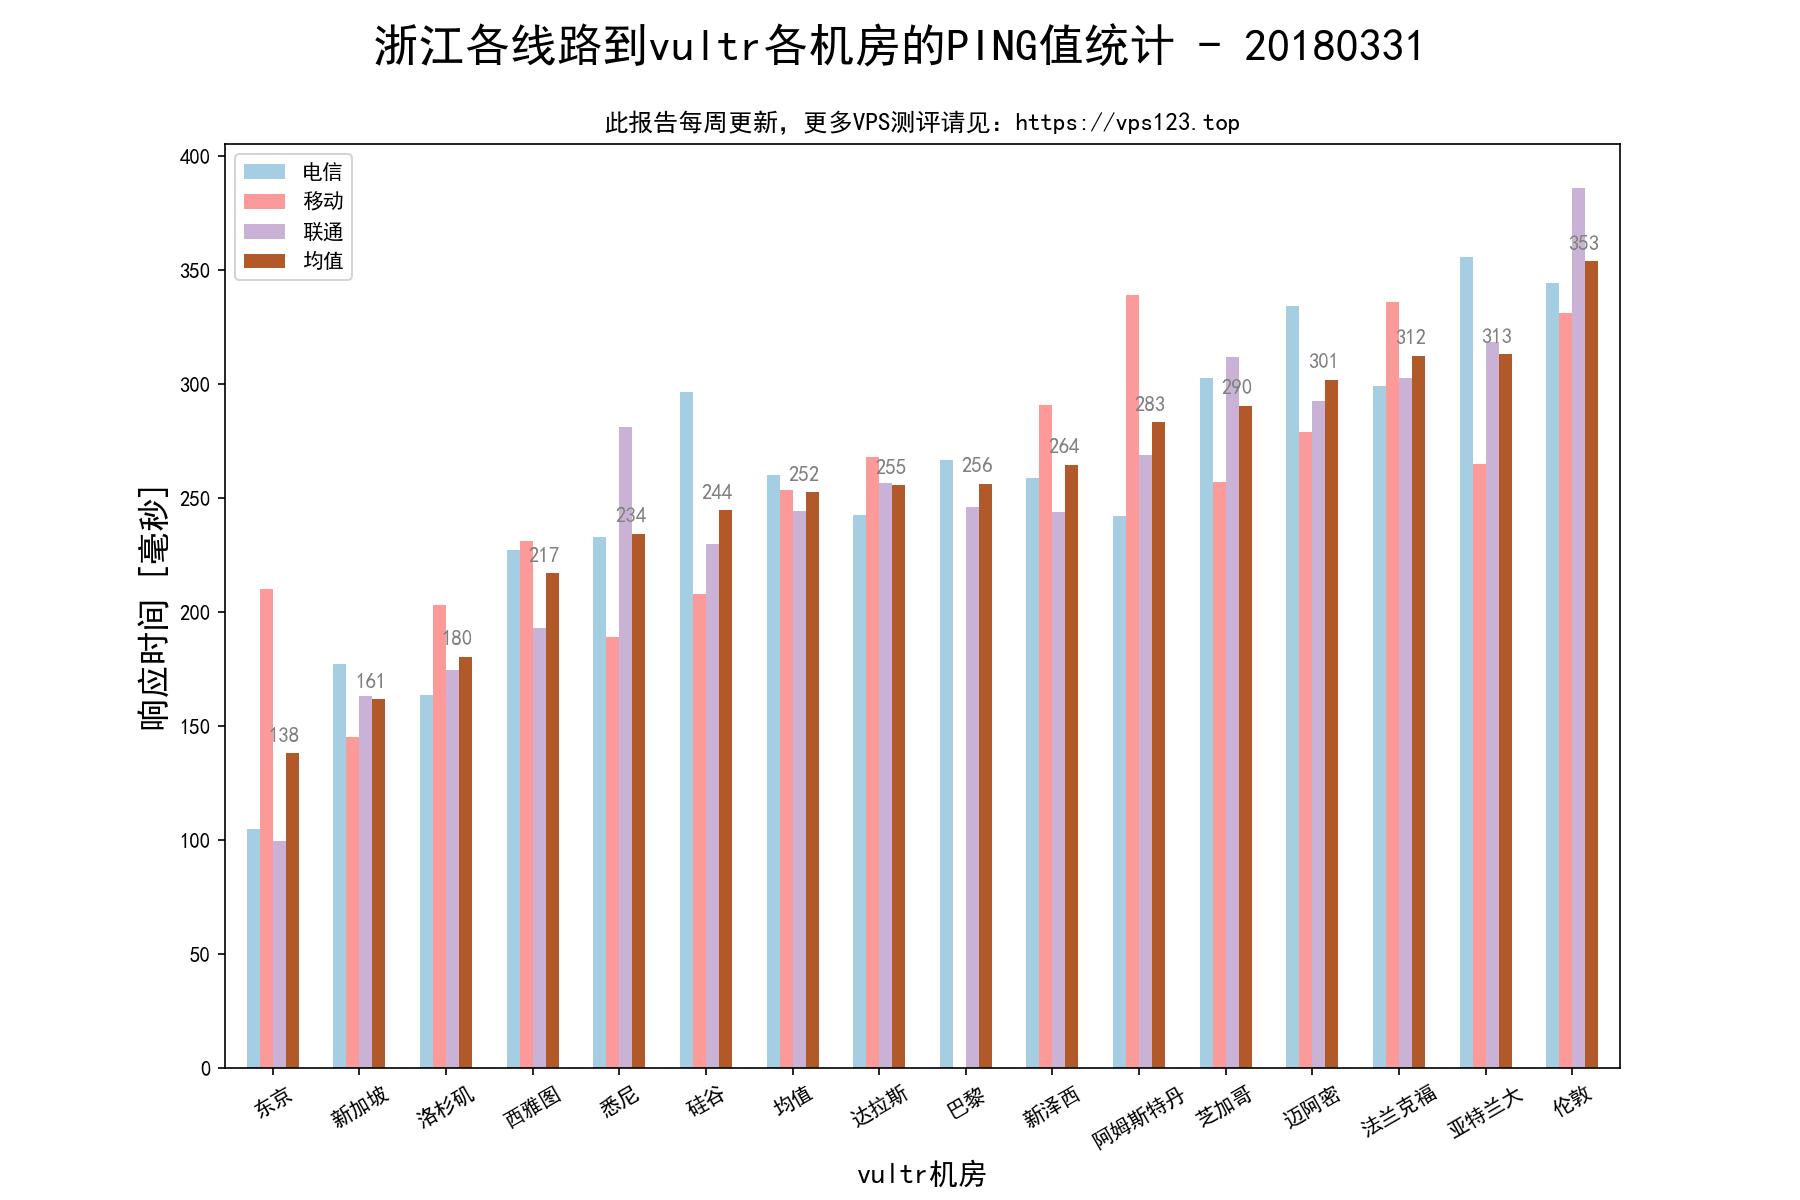 浙江各线路到vultr各机房的PING值统计 - 20180331
此报告每周更新，更多VPS测评请见：https://vps123.top
电信
移动
联通
均值
响应时间 [毫秒]
400
350
300
250
200
150
100
50
0
138
161
180
217
234
244
252
255
256
264
283
290
301
312
313
353
东京
新加坡
洛杉矶
西雅图
悉尼
硅谷
均值
达拉斯
巴黎
新泽西
阿姆斯特丹
芝加哥
迈阿密
法兰克福
亚特兰大
伦敦
vultr机房